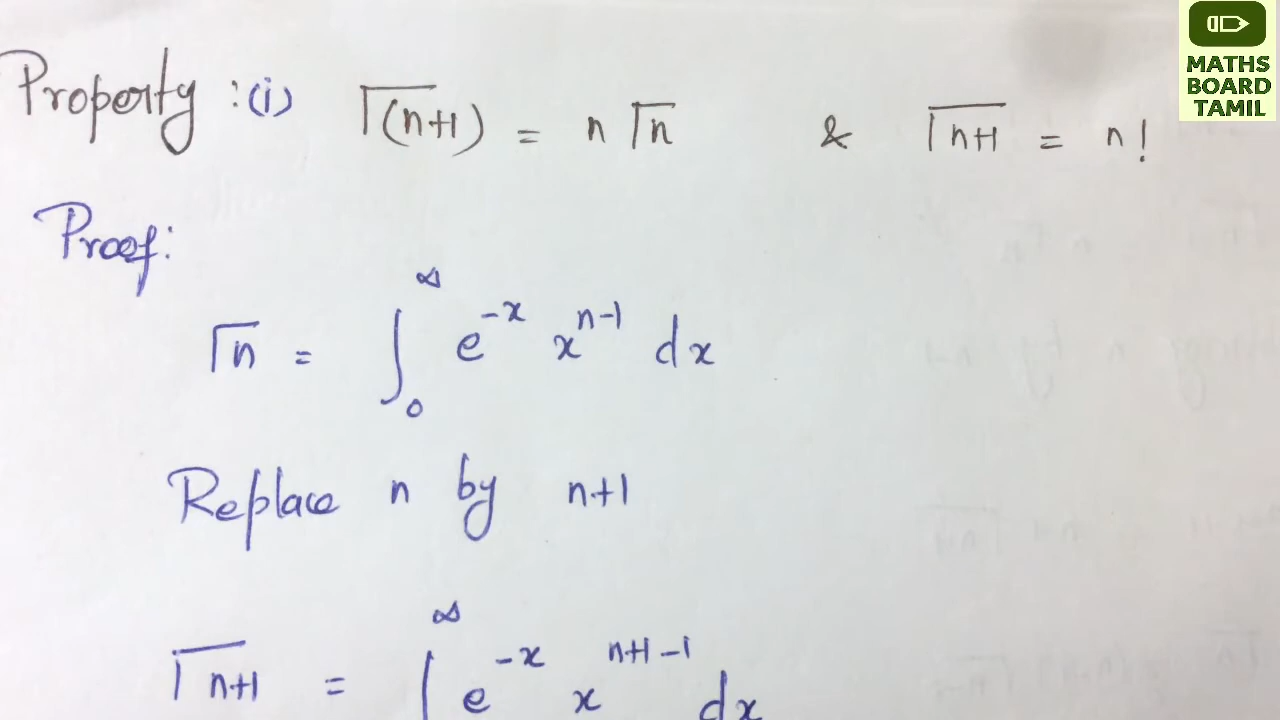 MATHS
BOARD
TAMIL
Property : (i) Γ(n+1) = n Γn & Γn+1 = n!
Proof:
Γn = ∫₀^∞ e^{-x} x^{n-1} dx
Replace n by n+1
Γn+1 = ∫^∞ e^{-x} x^{n+1-1} dx